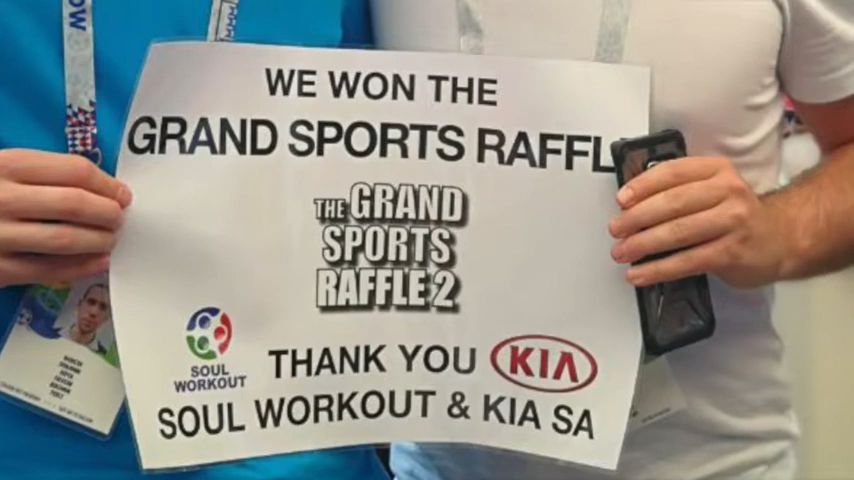 WE WON THE
GRAND SPORTS RAFFL
THE GRAND
SPORTS
RAFFLE 2
SOUL
WORKOUT
THANK YOU KIA
SOUL WORKOUT & KIA SA